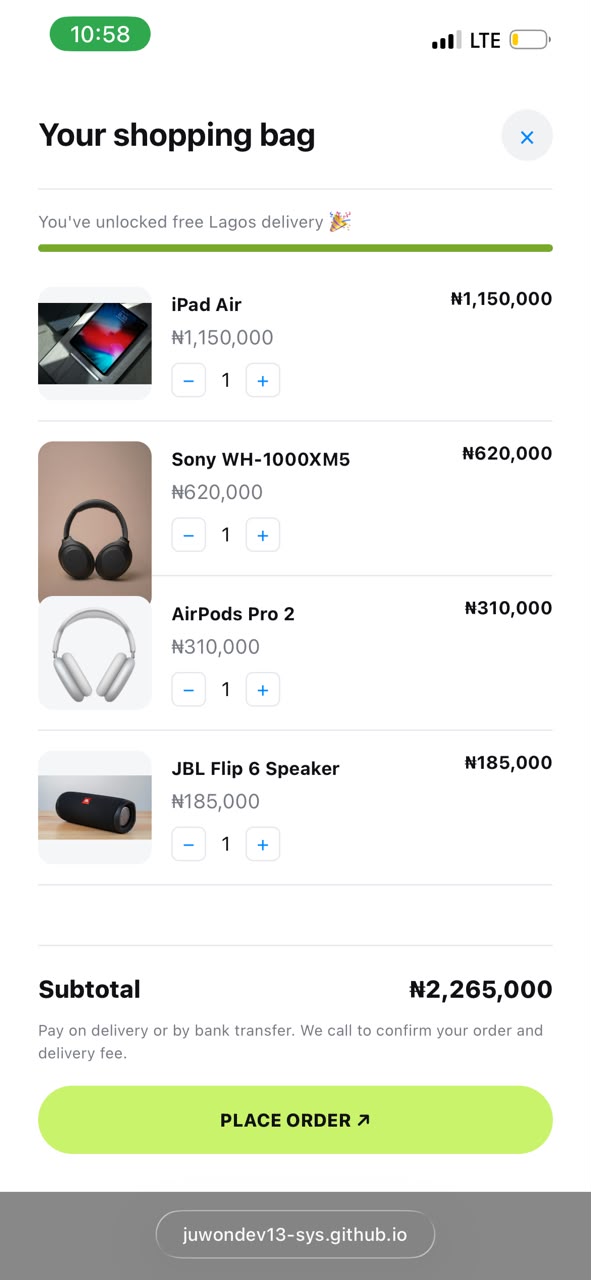 10:58
LTE
Your shopping bag
×
You've unlocked free Lagos delivery 🎉
iPad Air
₦1,150,000
₦1,150,000
− 1 +
Sony WH-1000XM5
₦620,000
₦620,000
− 1 +
AirPods Pro 2
₦310,000
₦310,000
− 1 +
JBL Flip 6 Speaker
₦185,000
₦185,000
− 1 +
Subtotal
₦2,265,000
Pay on delivery or by bank transfer. We call to confirm your order and
delivery fee.
PLACE ORDER ↗
juwondev13-sys.github.io